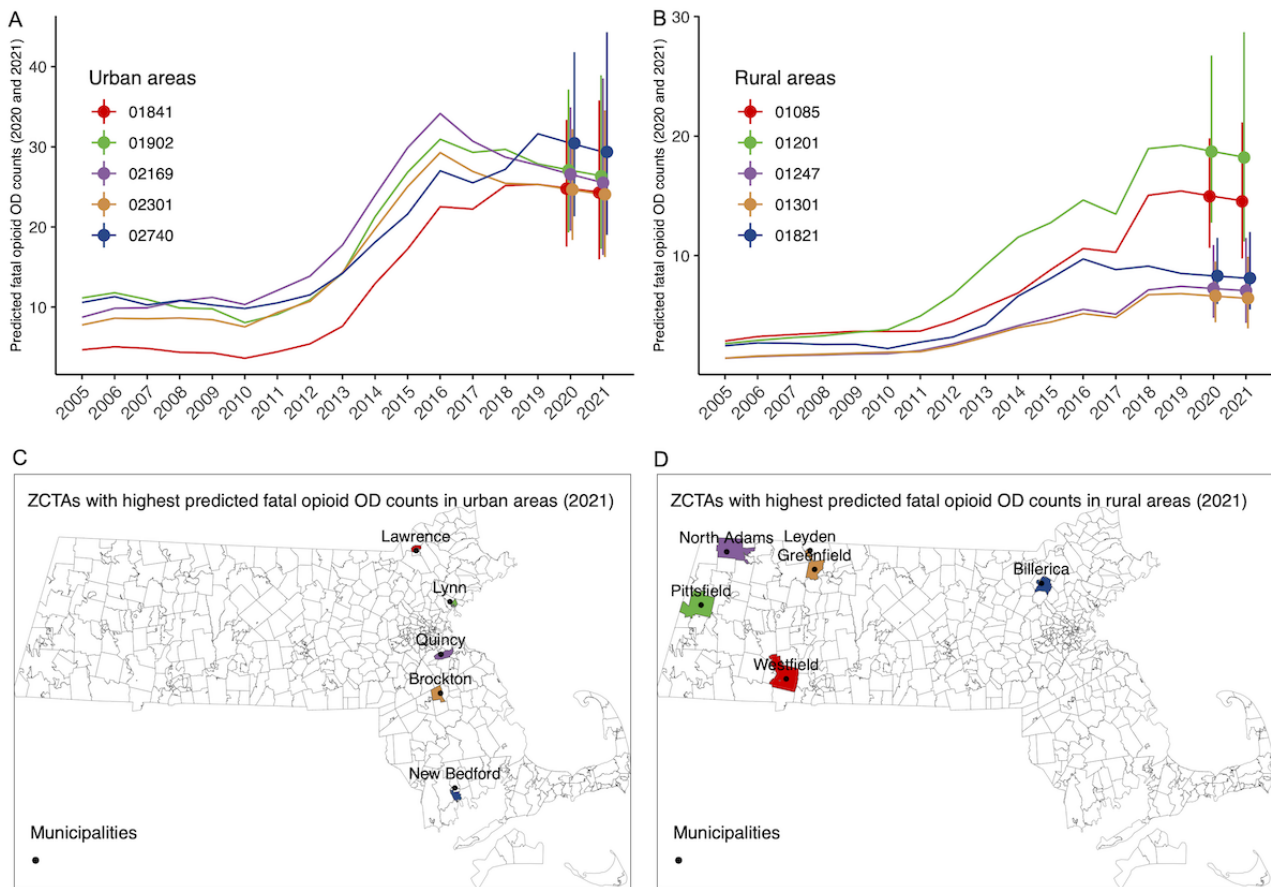 A
Predicted fatal opioid OD counts (2020 and 2021)
40
30
20
10
Urban areas
01841
01902
02169
02301
02740
2005
2006
2007
2008
2009
2010
2011
2012
2013
2014
2015
2016
2017
2018
2019
2020
2021
B
Predicted fatal opioid OD counts (2020 and 2021)
30
20
10
Rural areas
01085
01201
01247
01301
01821
2005
2006
2007
2008
2009
2010
2011
2012
2013
2014
2015
2016
2017
2018
2019
2020
2021
C
ZCTAs with highest predicted fatal opioid OD counts in urban areas (2021)
Lawrence
Lynn
Quincy
Brockton
New Bedford
Municipalities
D
ZCTAs with highest predicted fatal opioid OD counts in rural areas (2021)
North Adams
Leyden
Greenfield
Billerica
Pittsfield
Westfield
Municipalities